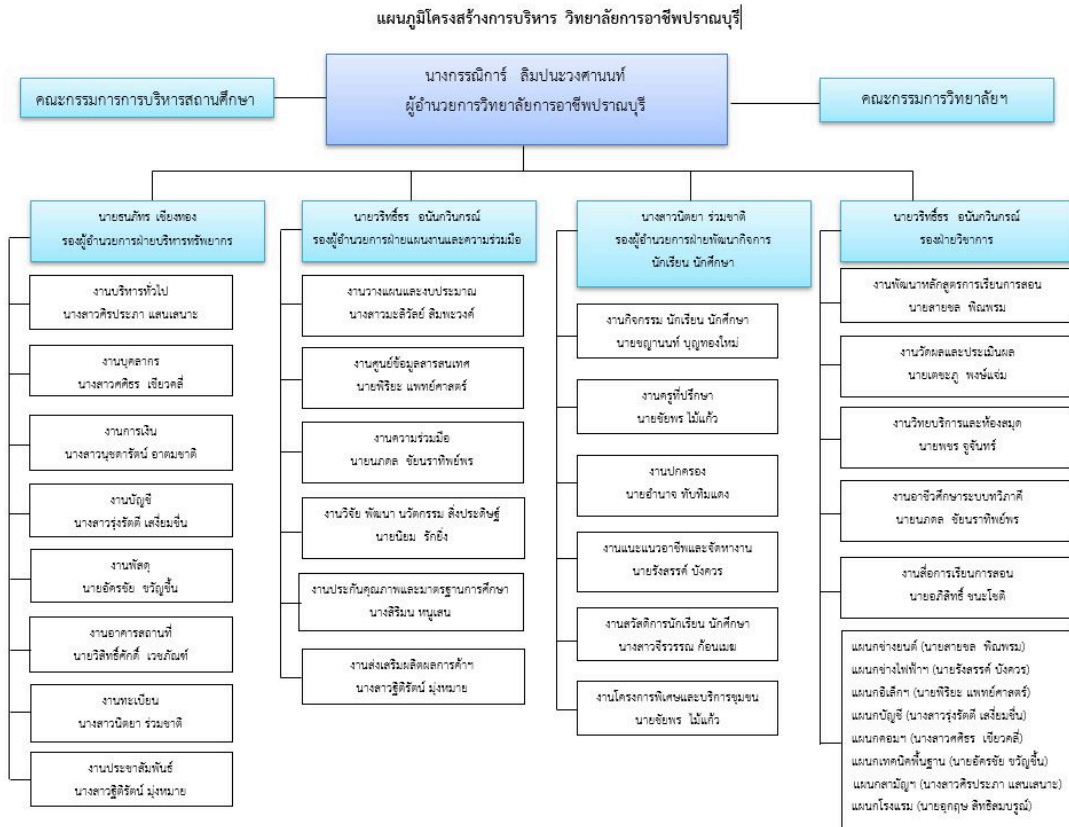 แผนภูมิโครงสร้างการบริหาร วิทยาลัยการอาชีพปราณบุรี
คณะกรรมการการบริหารสถานศึกษา
นางกรรณิการ์ ลิมปนะวงศานนท์
ผู้อำนวยการวิทยาลัยการอาชีพปราณบุรี
คณะกรรมการวิทยาลัยฯ
นายธนภัทร เขียงทอง
รองผู้อำนวยการฝ่ายบริหารทรัพยากร
งานบริหารทั่วไป
นางสาวศิรประภา แสนเสนาะ
งานบุคลากร
นางสาวศศิธร เขียวคลี่
งานการเงิน
นางสาวนุชดารัตน์ อาตมชาติ
งานบัญชี
นางสาวรุ่งรัตตี เสงี่ยมชื่น
งานพัสดุ
นายอัครชัย ขวัญชื้น
งานอาคารสถานที่
นายวิสิทธิ์ศักดิ์ เวชภัณฑ์
งานทะเบียน
นางสาวนิตยา ร่วมชาติ
งานประชาสัมพันธ์
นางสาวฐิติรัตน์ มุ่งหมาย
นายวริทธิ์ธร อนันกวินกรณ์
รองผู้อำนวยการฝ่ายแผนงานและความร่วมมือ
งานวางแผนและงบประมาณ
นางสาวมะลิวัลย์ สิมพะวงค์
งานศูนย์ข้อมูลสารสนเทศ
นายพิริยะ แพทย์ศาสตร์
งานความร่วมมือ
นายนภดล ชัยนราทิพย์พร
งานวิจัย พัฒนา นวัตกรรม สิ่งประดิษฐ์
นายนิยม รักยิ่ง
งานประกันคุณภาพและมาตรฐานการศึกษา
นางสิริมน หนูเสน
งานส่งเสริมผลิตผลการค้าฯ
นางสาวฐิติรัตน์ มุ่งหมาย
นางสาวนิตยา ร่วมชาติ
รองผู้อำนวยการฝ่ายพัฒนากิจการ
นักเรียน นักศึกษา
งานกิจกรรม นักเรียน นักศึกษา
นายชญานนท์ บุญทองใหม่
งานครูที่ปรึกษา
นายชัยพร ไม้แก้ว
งานปกครอง
นายอำนาจ ทับทิมแดง
งานแนะแนวอาชีพและจัดหางาน
นายรังสรรค์ บังควร
งานสวัสดิการนักเรียน นักศึกษา
นางสาวจีรวรรณ ก้อนเมฆ
งานโครงการพิเศษและบริการชุมชน
นายชัยพร ไม้แก้ว
นายวริทธิ์ธร อนันกวินกรณ์
รองฝ่ายวิชาการ
งานพัฒนาหลักสูตรการเรียนการสอน
นายสายชล พิณพรม
งานวัดผลและประเมินผล
นายเตชะภู พงษ์แจ่ม
งานวิทยบริการและห้องสมุด
นายพชร จูจันทร์
งานอาชีวศึกษาระบบทวิภาคี
นายนภดล ชัยนราทิพย์พร
งานสื่อการเรียนการสอน
นายอภิสิทธิ์ ชนะโชติ
แผนกช่างยนต์ (นายสายชล พิณพรม)
แผนกช่างไฟฟ้าฯ (นายรังสรรค์ บังควร)
แผนกอิเล็กฯ (นายพิริยะ แพทย์ศาสตร์)
แผนกบัญชี (นางสาวรุ่งรัตตี เสงี่ยมชื่น)
แผนกคอมฯ (นางสาวศศิธร เขียวคลี่)
แผนกเทคนิคพื้นฐาน (นายอัครชัย ขวัญชื้น)
แผนกสามัญฯ (นางสาวศิรประภา แสนเสนาะ)
แผนกโรงแรม (นายอุกฤษ สิทธิสมบรูณ์)